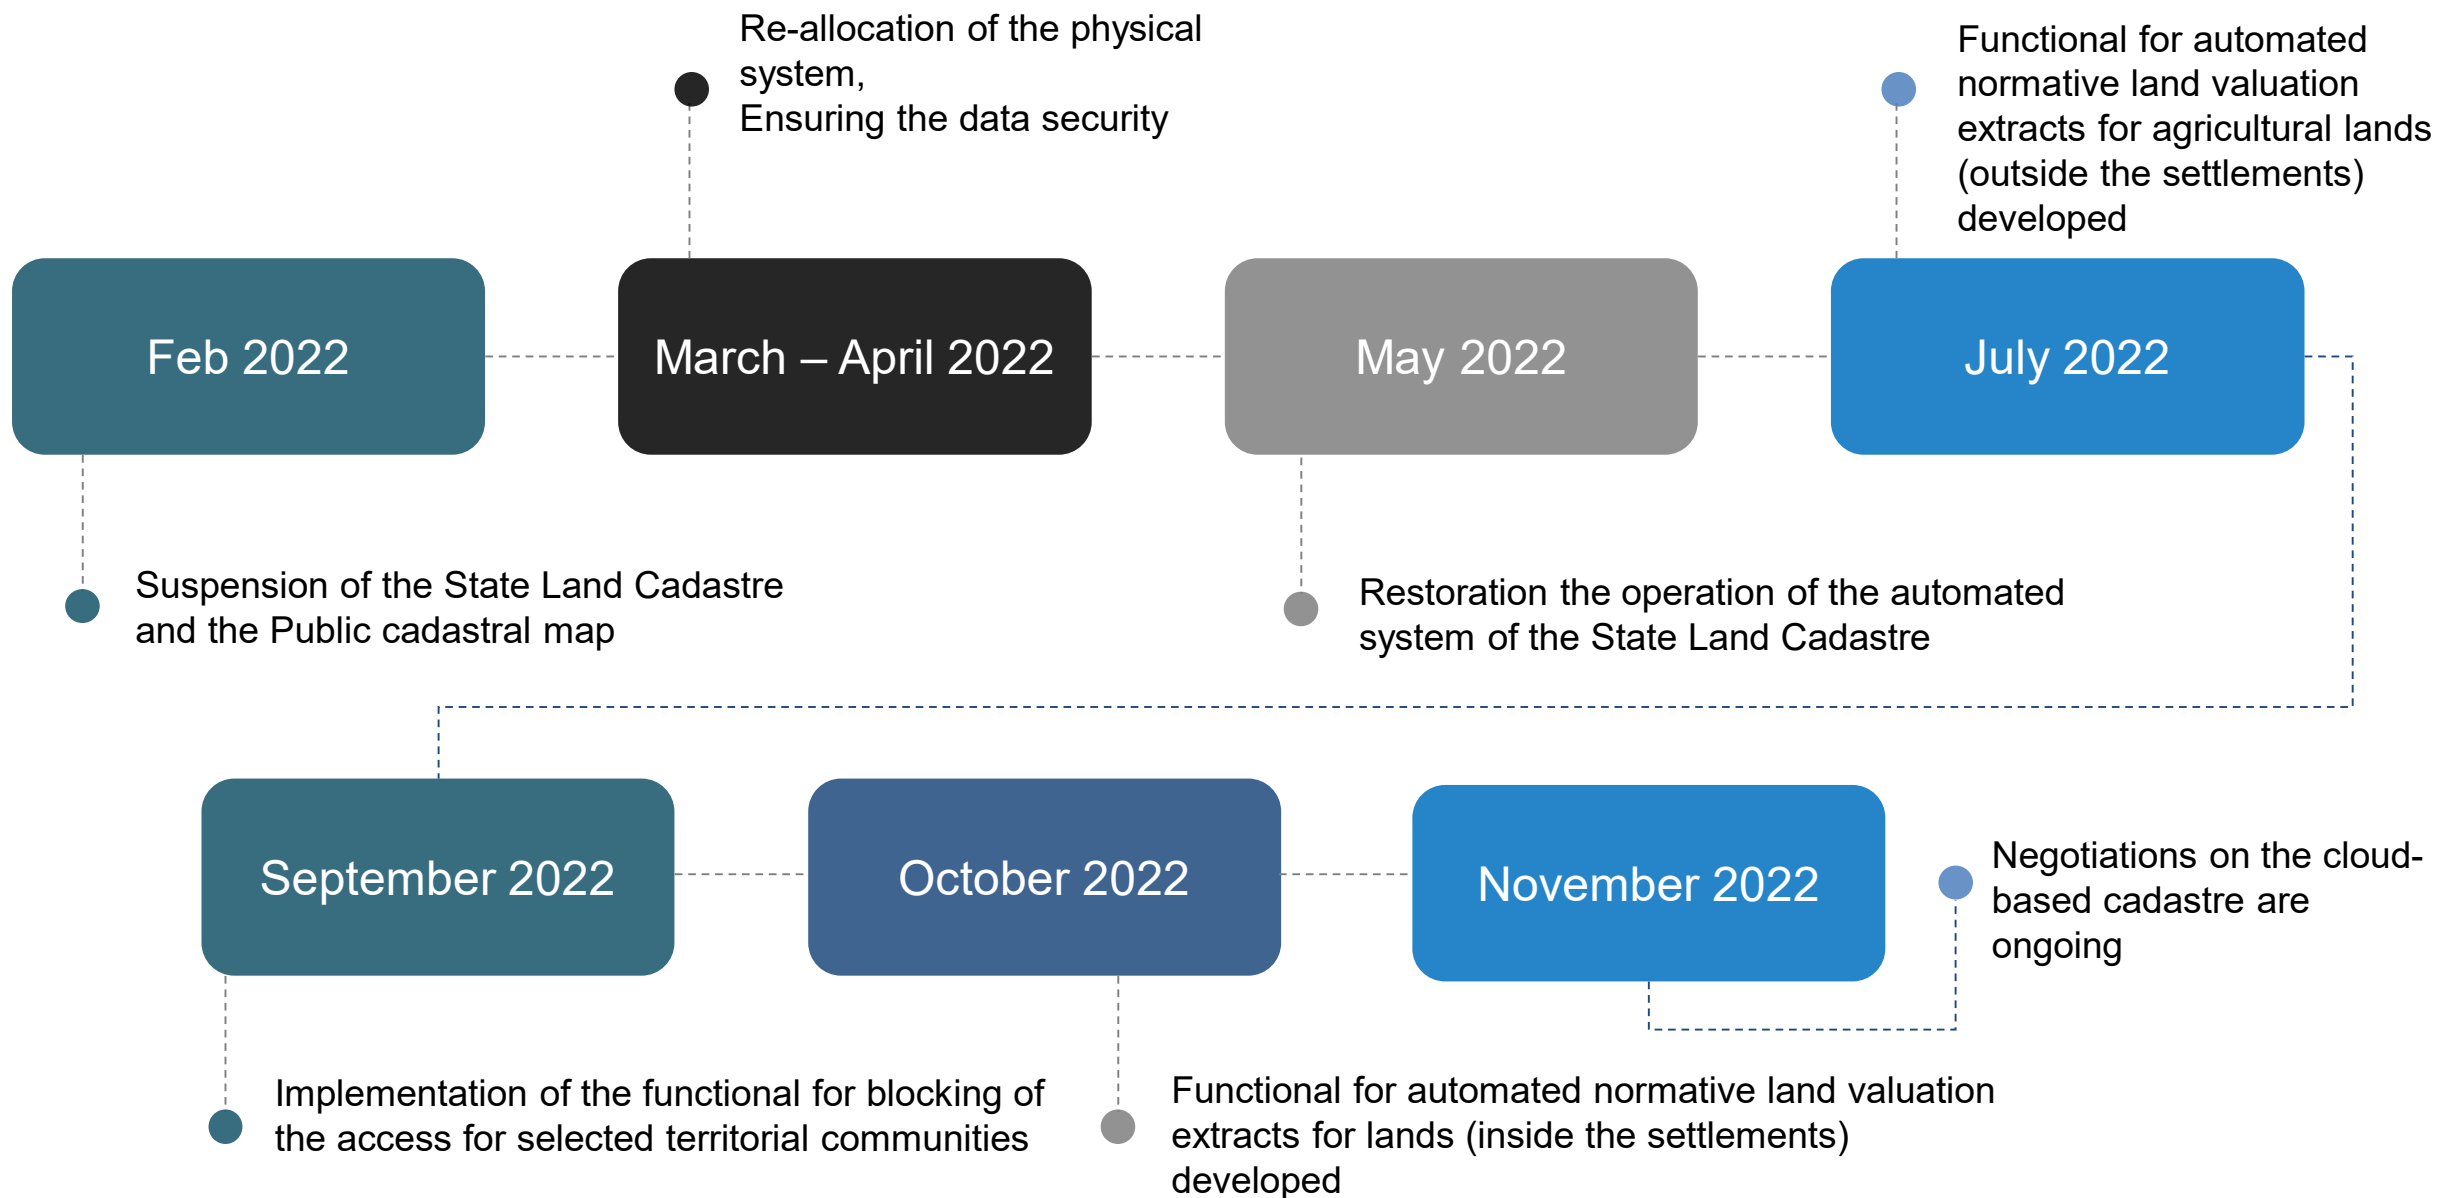 Re-allocation of the physical
system,
Ensuring the data security
Functional for automated
normative land valuation
extracts for agricultural lands
(outside the settlements)
developed
Feb 2022
March – April 2022
May 2022
July 2022
Suspension of the State Land Cadastre
and the Public cadastral map
Restoration the operation of the automated
system of the State Land Cadastre
September 2022
October 2022
November 2022
Negotiations on the cloud-
based cadastre are
ongoing
Implementation of the functional for blocking of
the access for selected territorial communities
Functional for automated normative land valuation
extracts for lands (inside the settlements)
developed